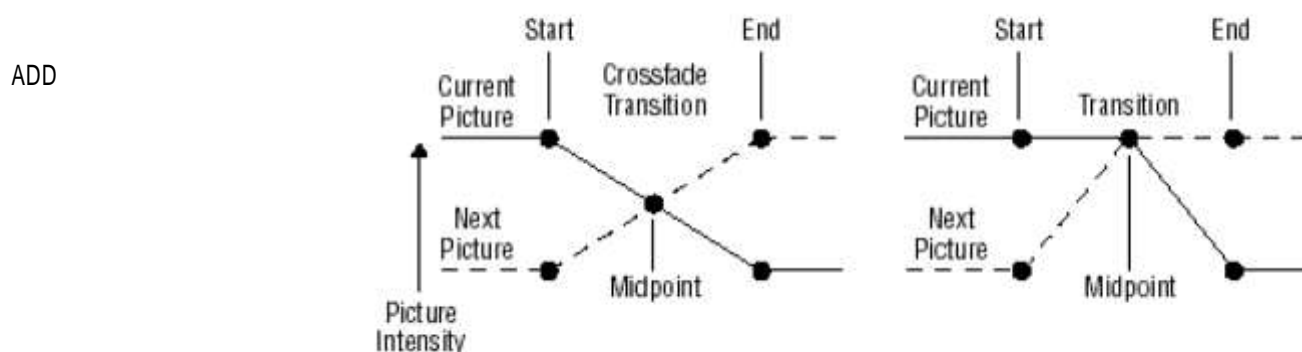 ADD
Start
End
Crossfade
Transition
Current
Picture
Next
Picture
Midpoint
Picture
Intensity
Start
End
Current
Picture
Transition
Next
Picture
Midpoint